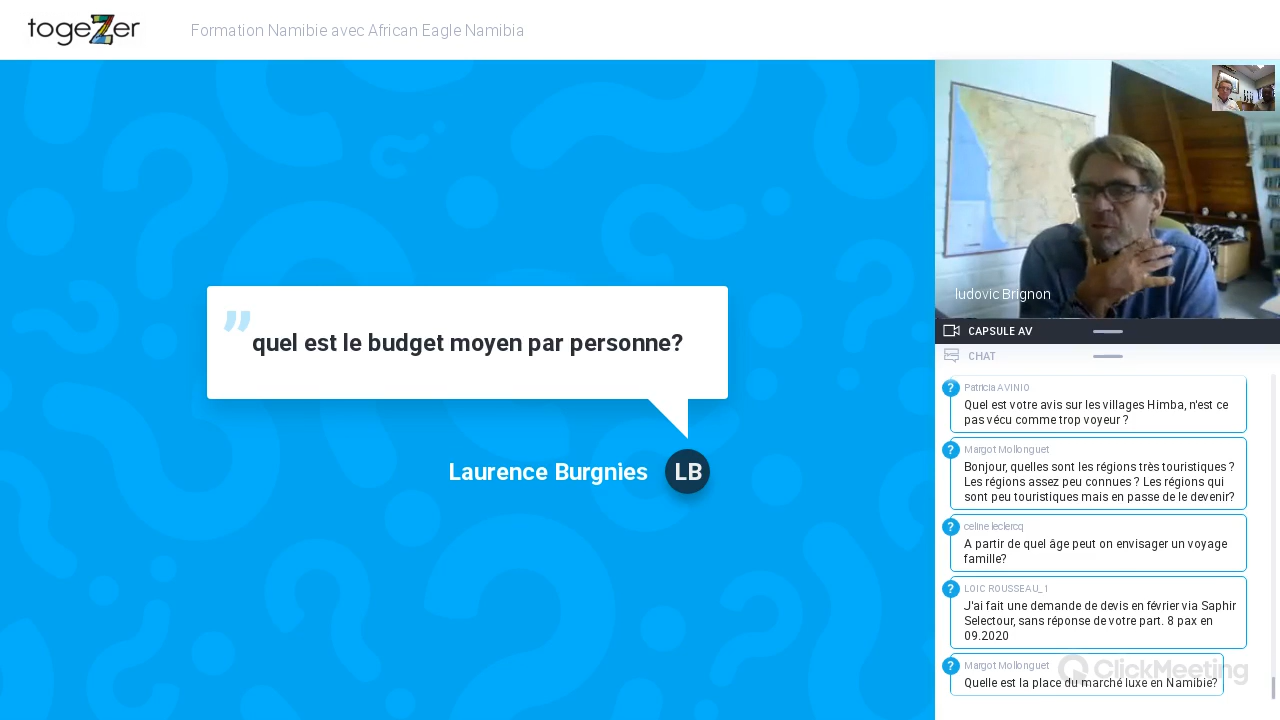 togeZer
Formation Namibie avec African Eagle Namibia
quel est le budget moyen par personne?
Laurence Burgnies
LB
ludovic Brignon
CAPSULE AV
CHAT
?
Patricia AVINIO
Quel est votre avis sur les villages Himba, n'est ce
pas vécu comme trop voyeur ?
?
Margot Mollonguet
Bonjour, quelles sont les régions très touristiques ?
Les régions assez peu connues ? Les régions qui
sont peu touristiques mais en passe de le devenir?
?
celine leclercq
A partir de quel âge peut on envisager un voyage
famille?
?
LOIC ROUSSEAU_1
J'ai fait une demande de devis en février via Saphir
Selectour, sans réponse de votre part. 8 pax en
09.2020
?
Margot Mollonguet
Quelle est la place du marché luxe en Namibie?
ClickMeeting